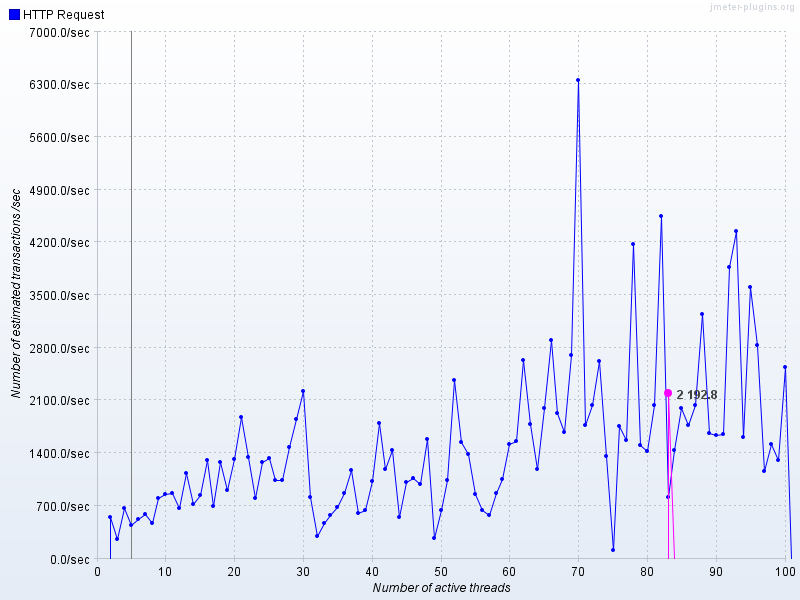 jmeter-plugins.org
HTTP Request
7000.0/sec
6300.0/sec
5600.0/sec
4900.0/sec
4200.0/sec
3500.0/sec
2800.0/sec
2100.0/sec
1400.0/sec
700.0/sec
0.0/sec
Number of estimated transactions /sec
2 192.8
0 10 20 30 40 50 60 70 80 90 100
Number of active threads